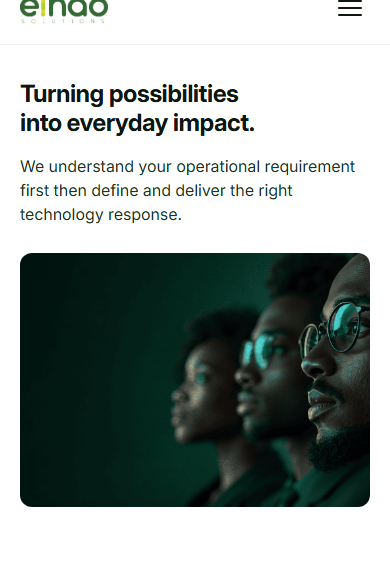 SOLUTIONS
Turning possibilities
into everyday impact.
We understand your operational requirement
first then define and deliver the right
technology response.